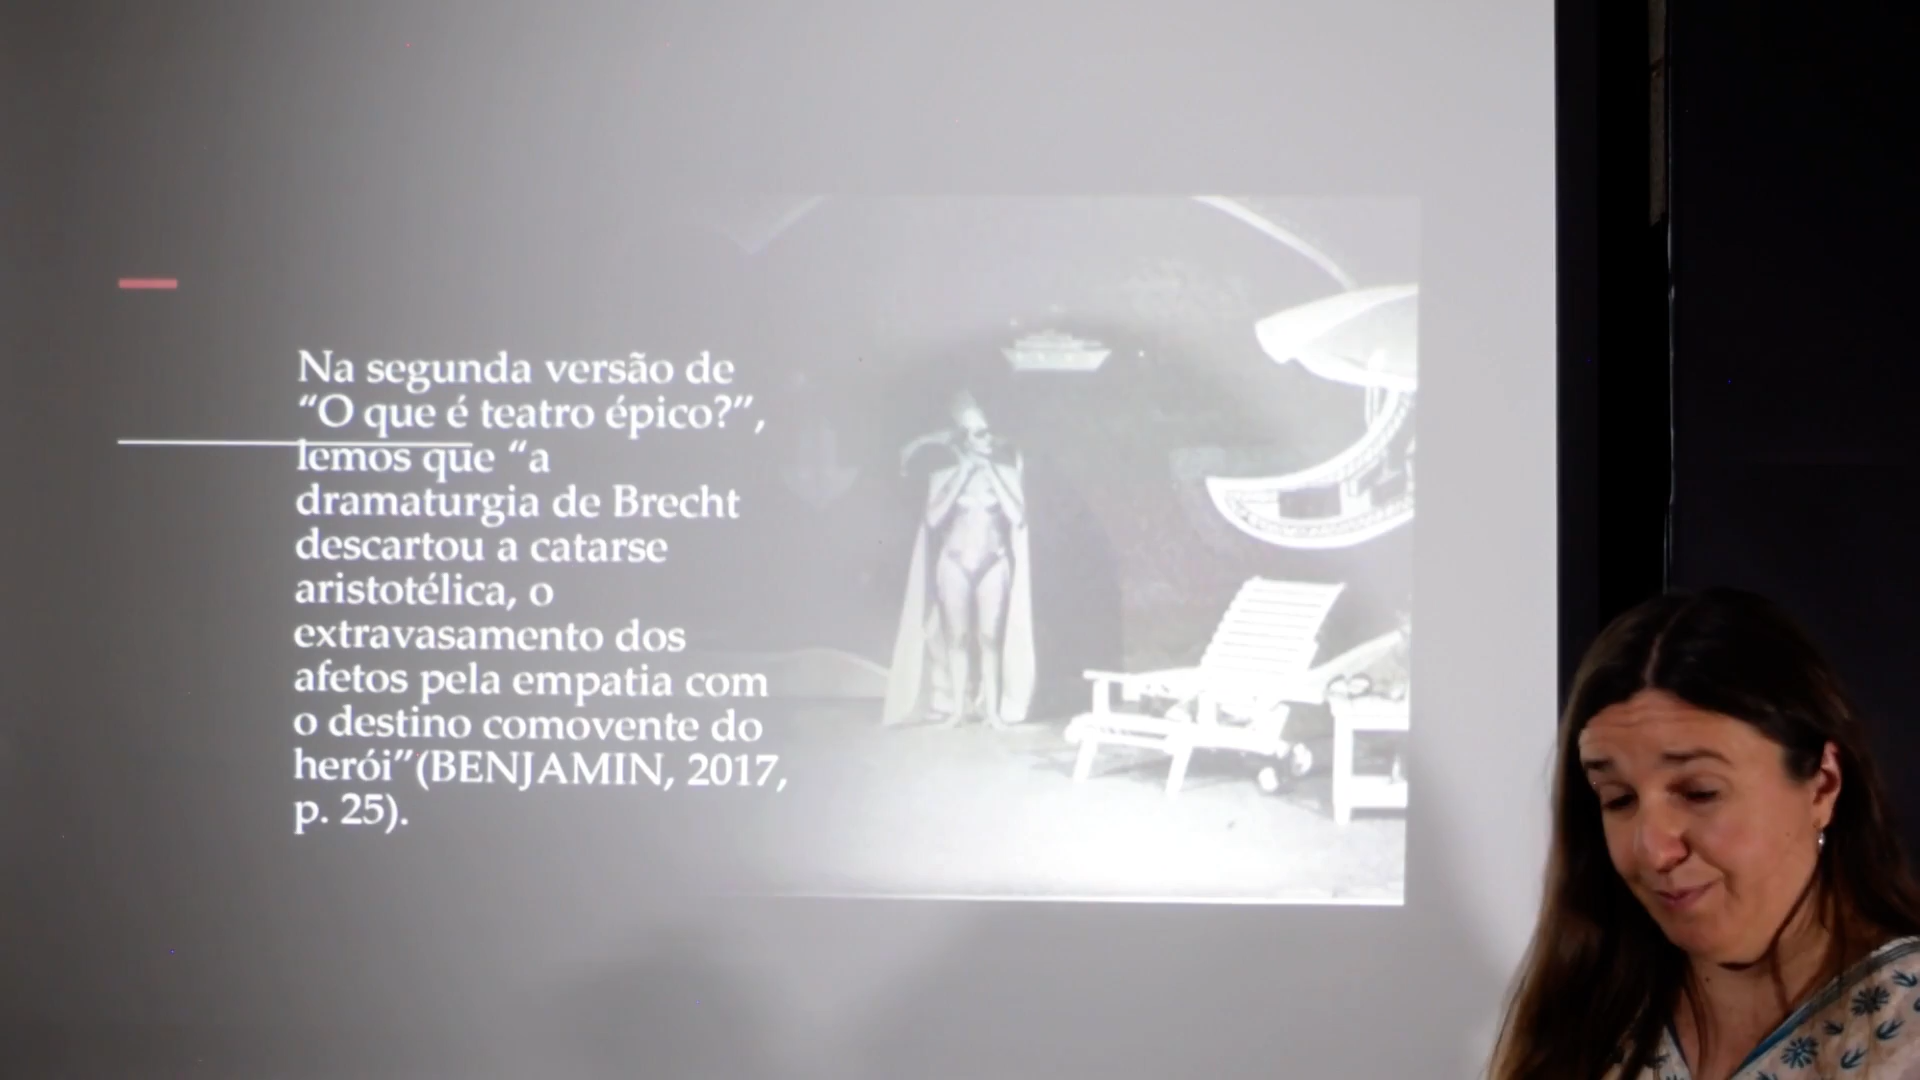 Na segunda versão de
“O que é teatro épico?”,
lemos que “a
dramaturgia de Brecht
descartou a catarse
aristotélica, o
extravasamento dos
afetos pela empatia com
o destino comovente do
herói”(BENJAMIN, 2017,
p. 25).